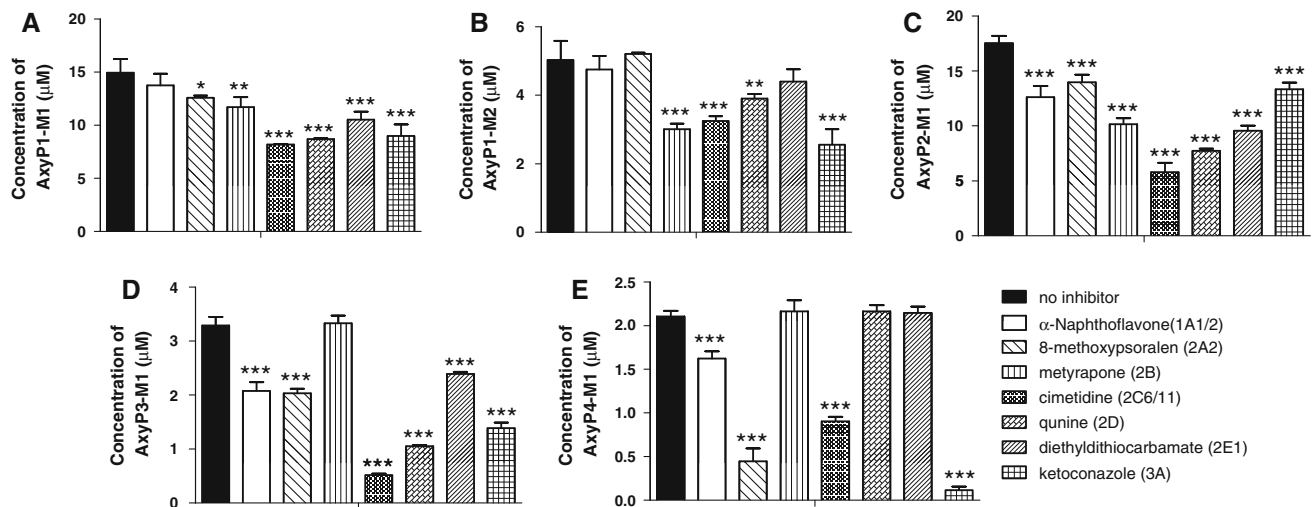 A
Concentration of
AxyP1-M1 (μM)
20
15
10
5
0
*
**
***
***
***
***
B
Concentration of
AxyP1-M2 (μM)
6
4
2
0
***
***
**
***
C
Concentration of
AxyP2-M1 (μM)
20
15
10
5
0
***
***
***
***
***
***
***
D
Concentration of
AxyP3-M1 (μM)
4
3
2
1
0
***
***
***
***
***
***
E
Concentration of
AxyP4-M1 (μM)
2.5
2.0
1.5
1.0
0.5
0.0
***
***
***
***
no inhibitor
α-Naphthoflavone(1A1/2)
8-methoxypsoralen (2A2)
metyrapone (2B)
cimetidine (2C6/11)
qunine (2D)
diethyldithiocarbamate (2E1)
ketoconazole (3A)